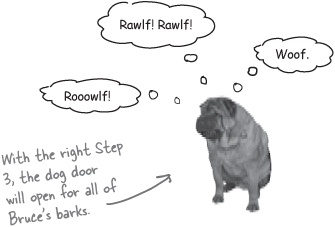 Rawlf! Rawlf!
Woof.
Rooowlf!
With the right Step
3, the dog door
will open for all of
Bruce's barks.